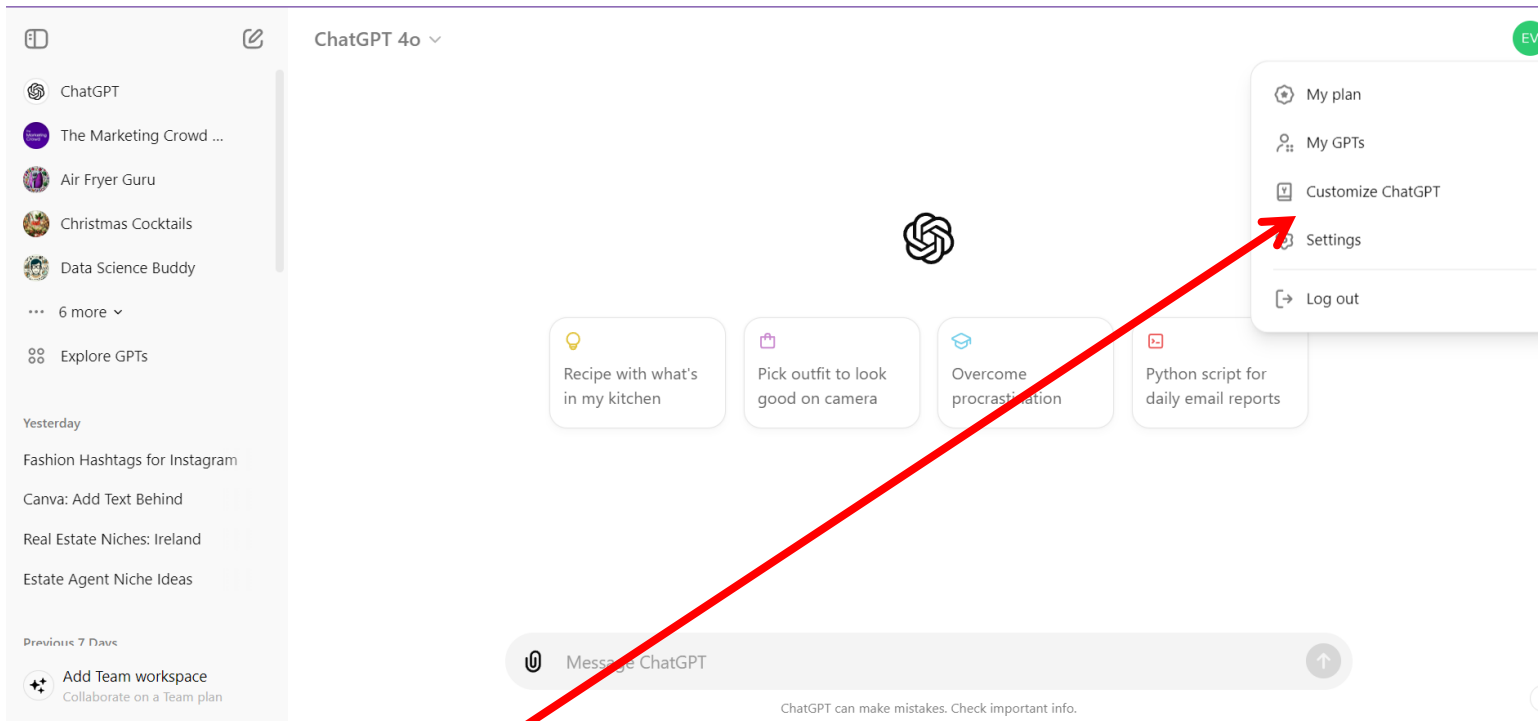 ChatGPT 4o
EV
ChatGPT
The Marketing Crowd ...
Air Fryer Guru
Christmas Cocktails
Data Science Buddy
6 more
Explore GPTs
Yesterday
Fashion Hashtags for Instagram
Canva: Add Text Behind
Real Estate Niches: Ireland
Estate Agent Niche Ideas
Previous 7 Days
Add Team workspace
Collaborate on a Team plan
My plan
My GPTs
Customize ChatGPT
Settings
Log out
Recipe with what's
in my kitchen
Pick outfit to look
good on camera
Overcome
procrastination
Python script for
daily email reports
Message ChatGPT
ChatGPT can make mistakes. Check important info.